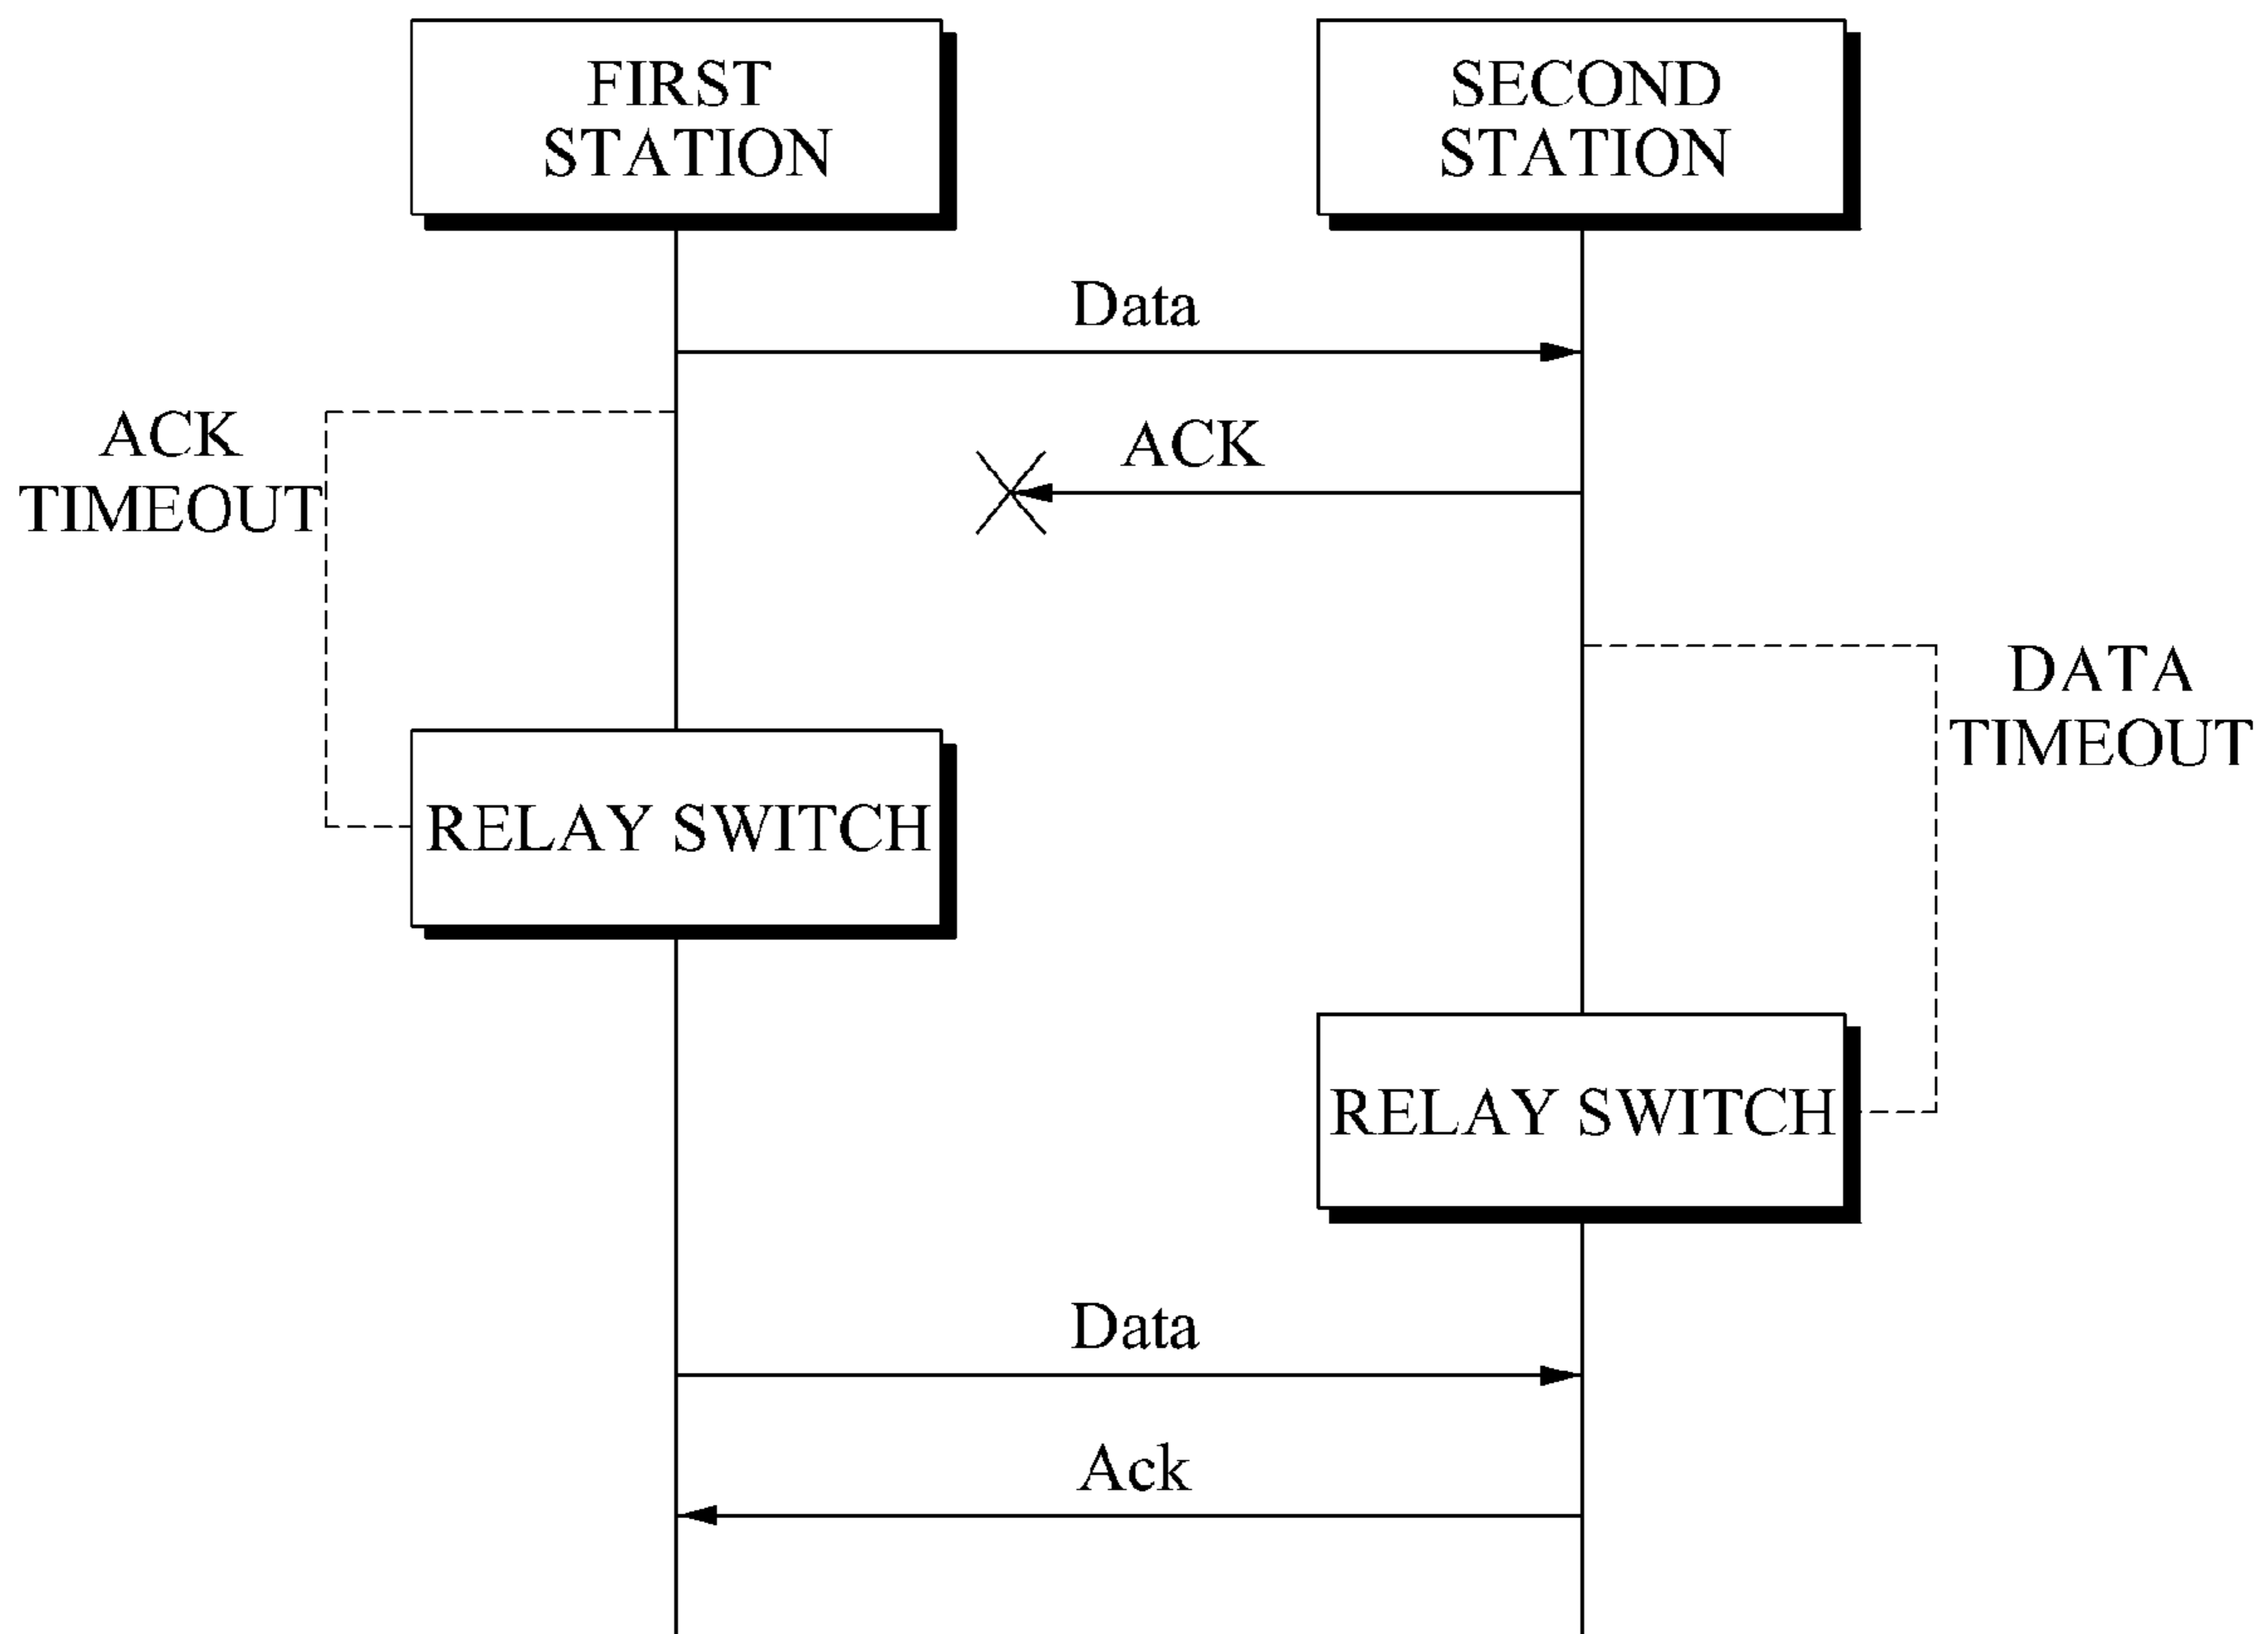 FIRST
STATION
SECOND
STATION
Data
ACK
TIMEOUT
ACK
DATA
TIMEOUT
RELAY SWITCH
RELAY SWITCH
Data
Ack